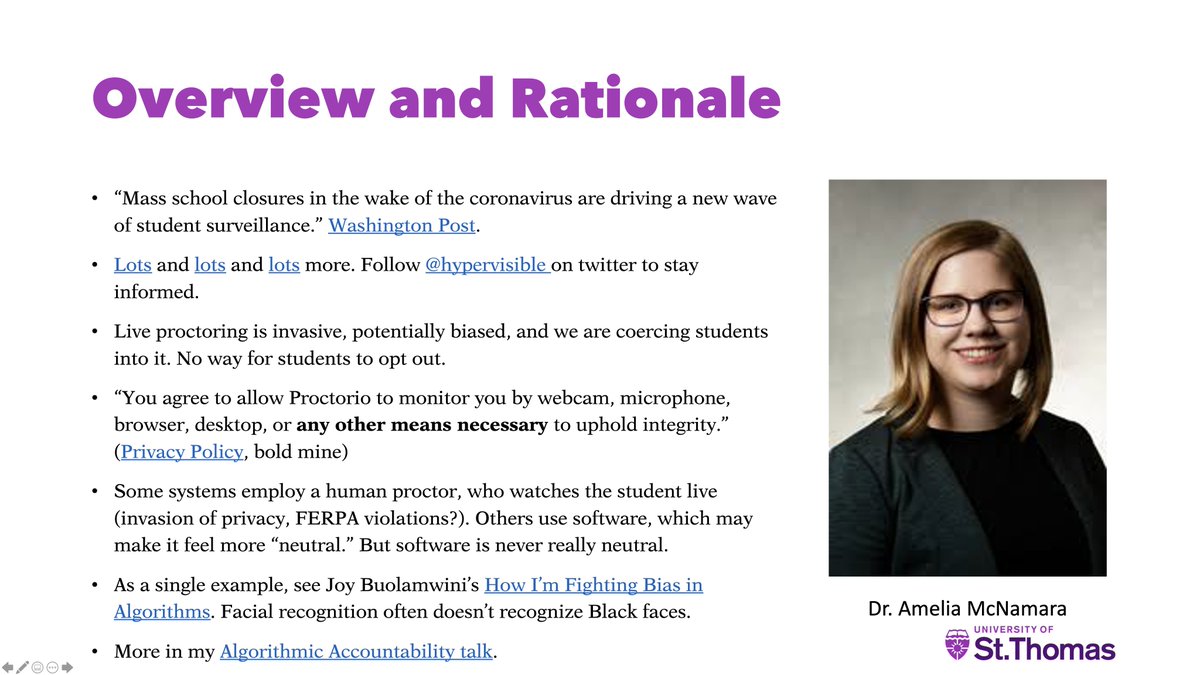 Overview and Rationale
• “Mass school closures in the wake of the coronavirus are driving a new wave
of student surveillance.” Washington Post.
• Lots and lots and lots more. Follow @hypervisible on twitter to stay
informed.
• Live proctoring is invasive, potentially biased, and we are coercing students
into it. No way for students to opt out.
• “You agree to allow Proctorio to monitor you by webcam, microphone,
browser, desktop, or any other means necessary to uphold integrity.”
(Privacy Policy, bold mine)
• Some systems employ a human proctor, who watches the student live
(invasion of privacy, FERPA violations?). Others use software, which may
make it feel more “neutral.” But software is never really neutral.
• As a single example, see Joy Buolamwini’s How I’m Fighting Bias in
Algorithms. Facial recognition often doesn’t recognize Black faces.
• More in my Algorithmic Accountability talk.
Dr. Amelia McNamara
UNIVERSITY OF
St.Thomas